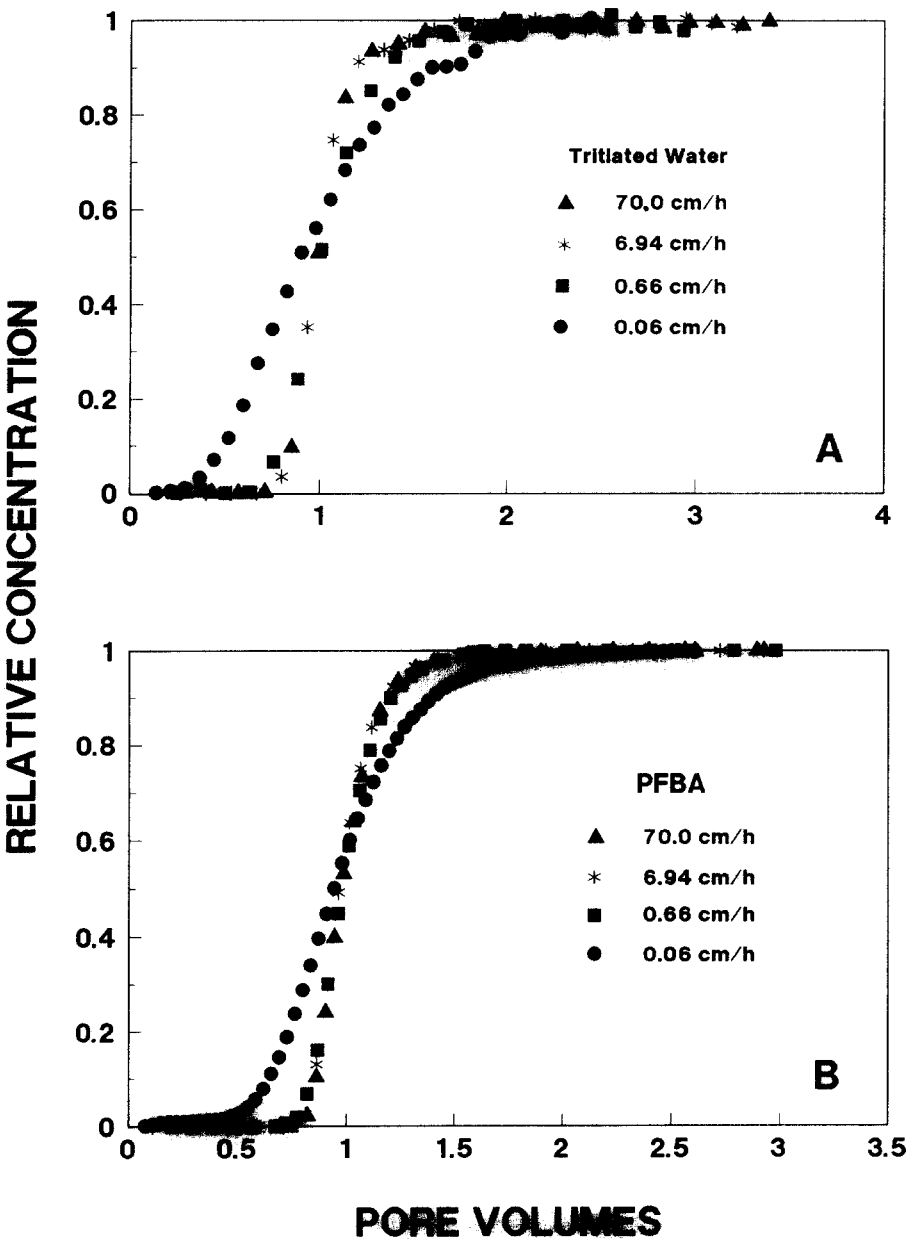 RELATIVE CONCENTRATION
1
0.8
0.6
0.4
0.2
0
0
1
2
3
4
Tritiated Water
70.0 cm/h
6.94 cm/h
0.66 cm/h
0.06 cm/h
A
1
0.8
0.6
0.4
0.2
0
0
0.5
1
1.5
2
2.5
3
3.5
PFBA
70.0 cm/h
6.94 cm/h
0.66 cm/h
0.06 cm/h
B
PORE VOLUMES